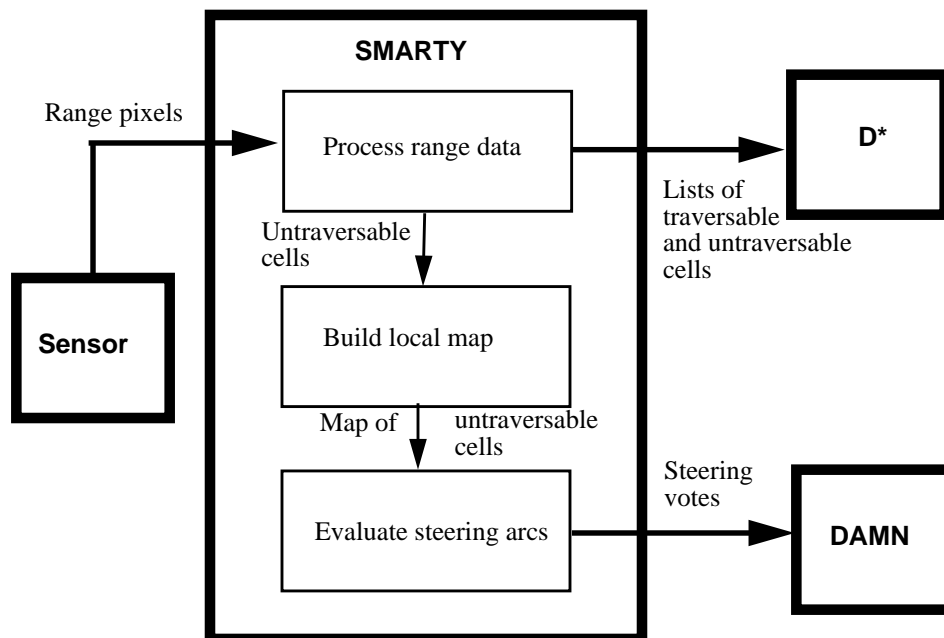 SMARTY
Range pixels
Process range data
D*
Lists of
traversable
and untraversable
cells
Untraversable
cells
Sensor
Build local map
Map of untraversable
cells
Steering
votes
Evaluate steering arcs
DAMN